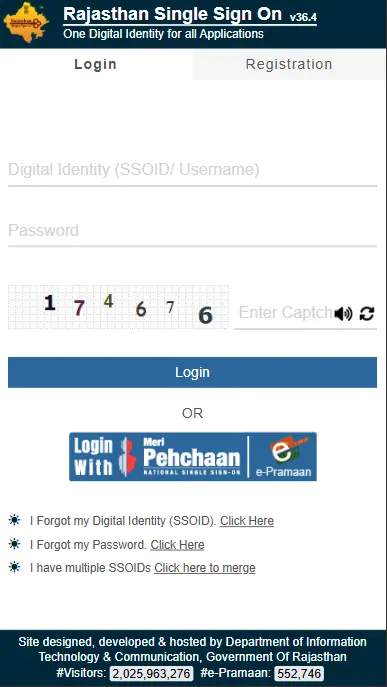 Rajasthan Single Sign On v36.4
One Digital Identity for all Applications
Login
Registration
Digital Identity (SSOID/ Username)
Password
1 7 4 6 7 6
Enter Captch
Login
OR
Login With
Meri
Pehchaan
NATIONAL SINGLE SIGN-ON
e-Pramaan
I Forgot my Digital Identity (SSOID). Click Here
I Forgot my Password. Click Here
I have multiple SSOIDs Click here to merge
Site designed, developed & hosted by Department of Information
Technology & Communication, Government Of Rajasthan
#Visitors: 2,025,963,276 #e-Pramaan: 552,746